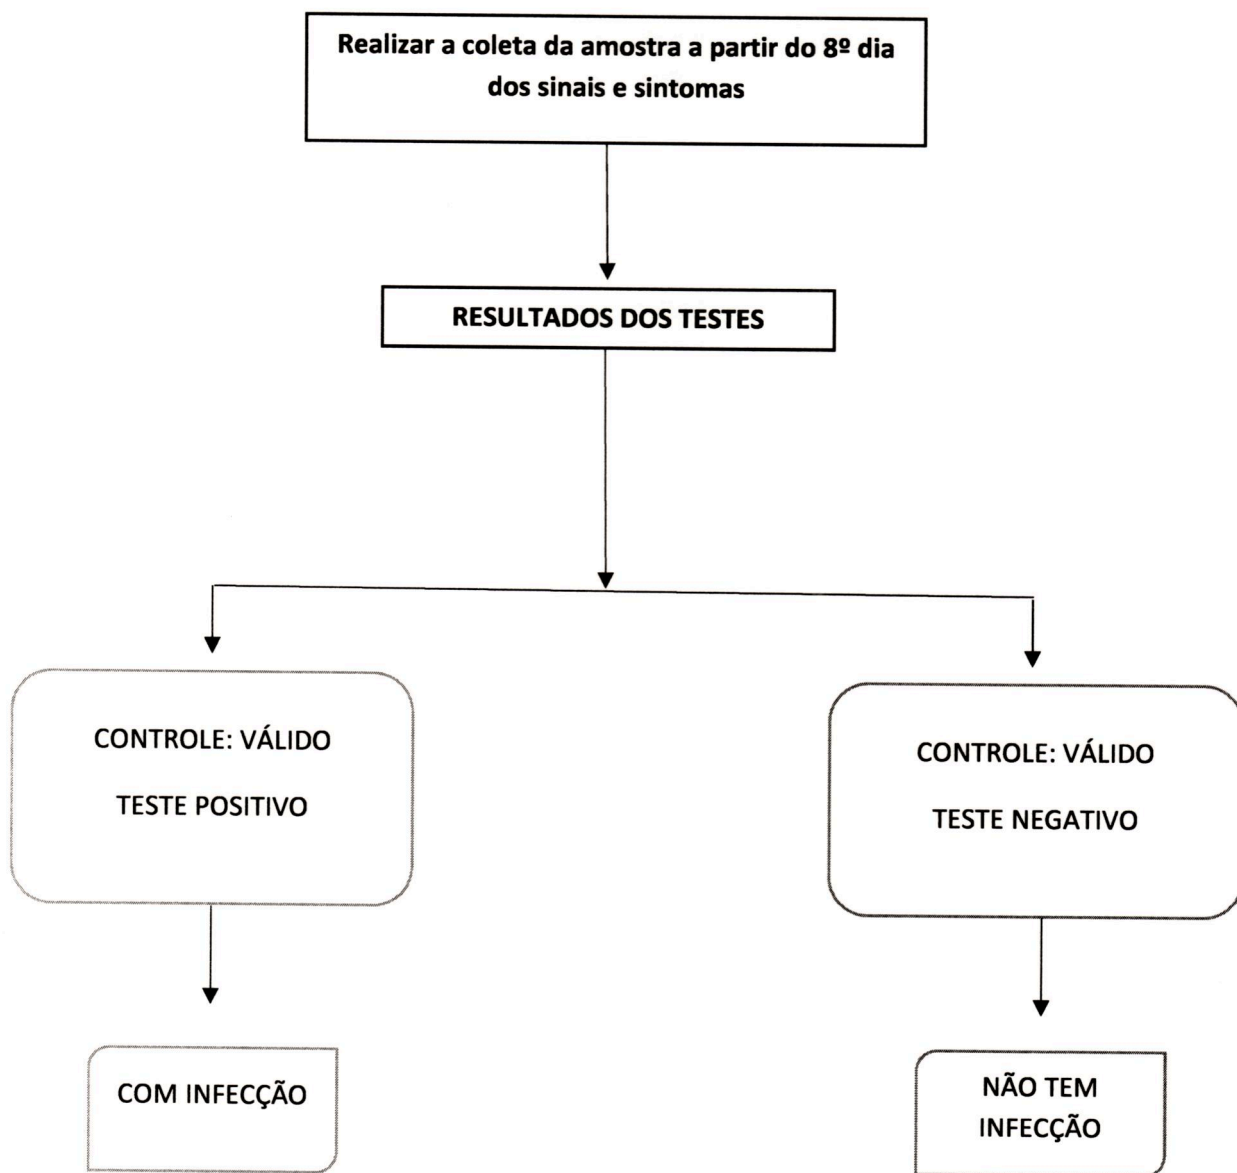 Realizar a coleta da amostra a partir do 8º dia
dos sinais e sintomas
RESULTADOS DOS TESTES
CONTROLE: VÁLIDO
TESTE POSITIVO
CONTROLE: VÁLIDO
TESTE NEGATIVO
COM INFECÇÃO
NÃO TEM
INFECÇÃO